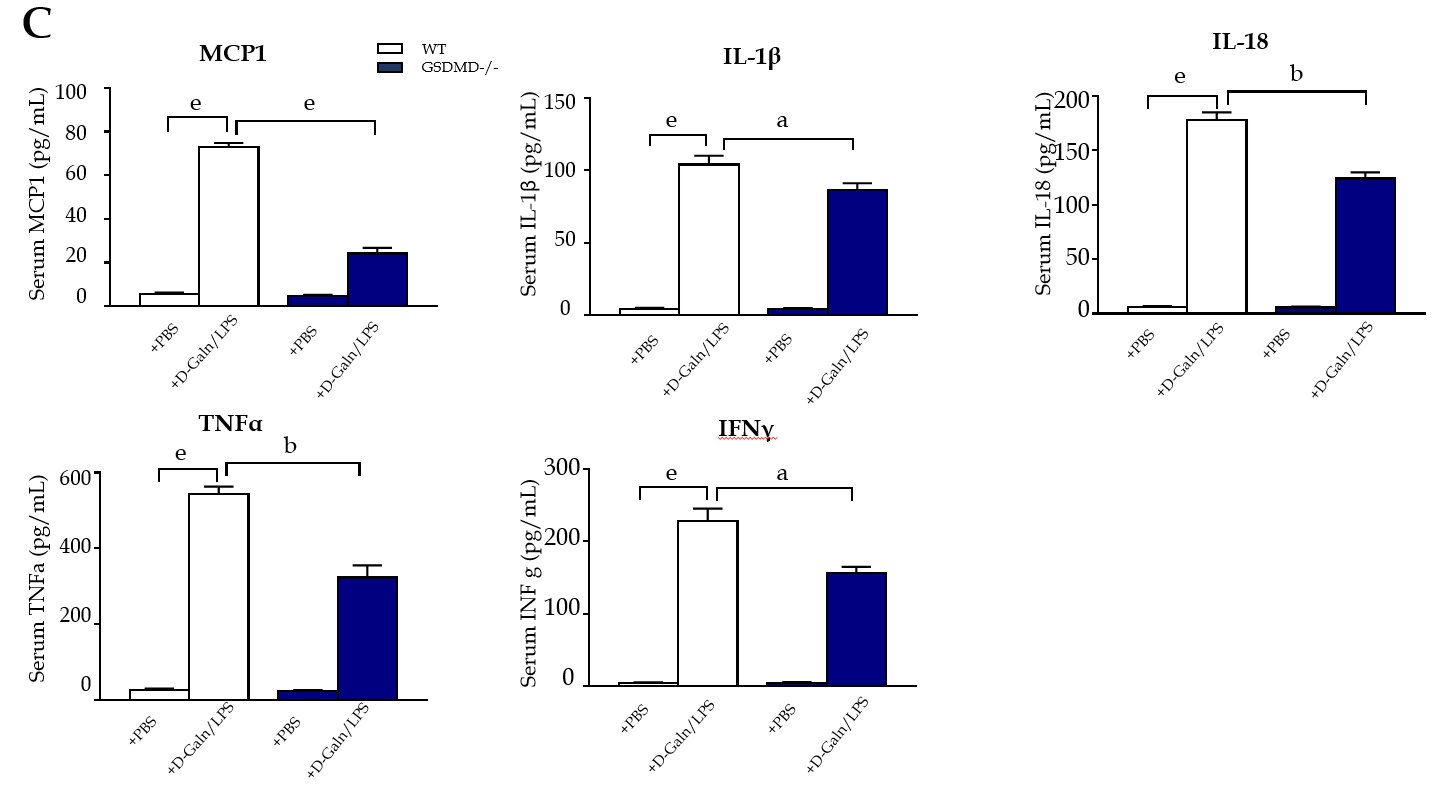 C
MCP1
WT
GSDMD-/-
e
e
Serum MCP1 (pg/mL)
100
80
60
40
20
0
+PBS
+D-Galn/LPS
+PBS
+D-Galn/LPS
IL-1β
e
a
Serum IL-1β (pg/mL)
150
100
50
0
+PBS
+D-Galn/LPS
+PBS
+D-Galn/LPS
IL-18
e
b
Serum IL-18 (pg/mL)
200
150
100
50
0
+PBS
+D-Galn/LPS
+PBS
+D-Galn/LPS
TNFα
e
b
Serum TNFa (pg/mL)
600
400
200
0
+PBS
+D-Galn/LPS
+PBS
+D-Galn/LPS
IFNγ
e
a
Serum INF g (pg/mL)
300
200
100
0
+PBS
+D-Galn/LPS
+PBS
+D-Galn/LPS